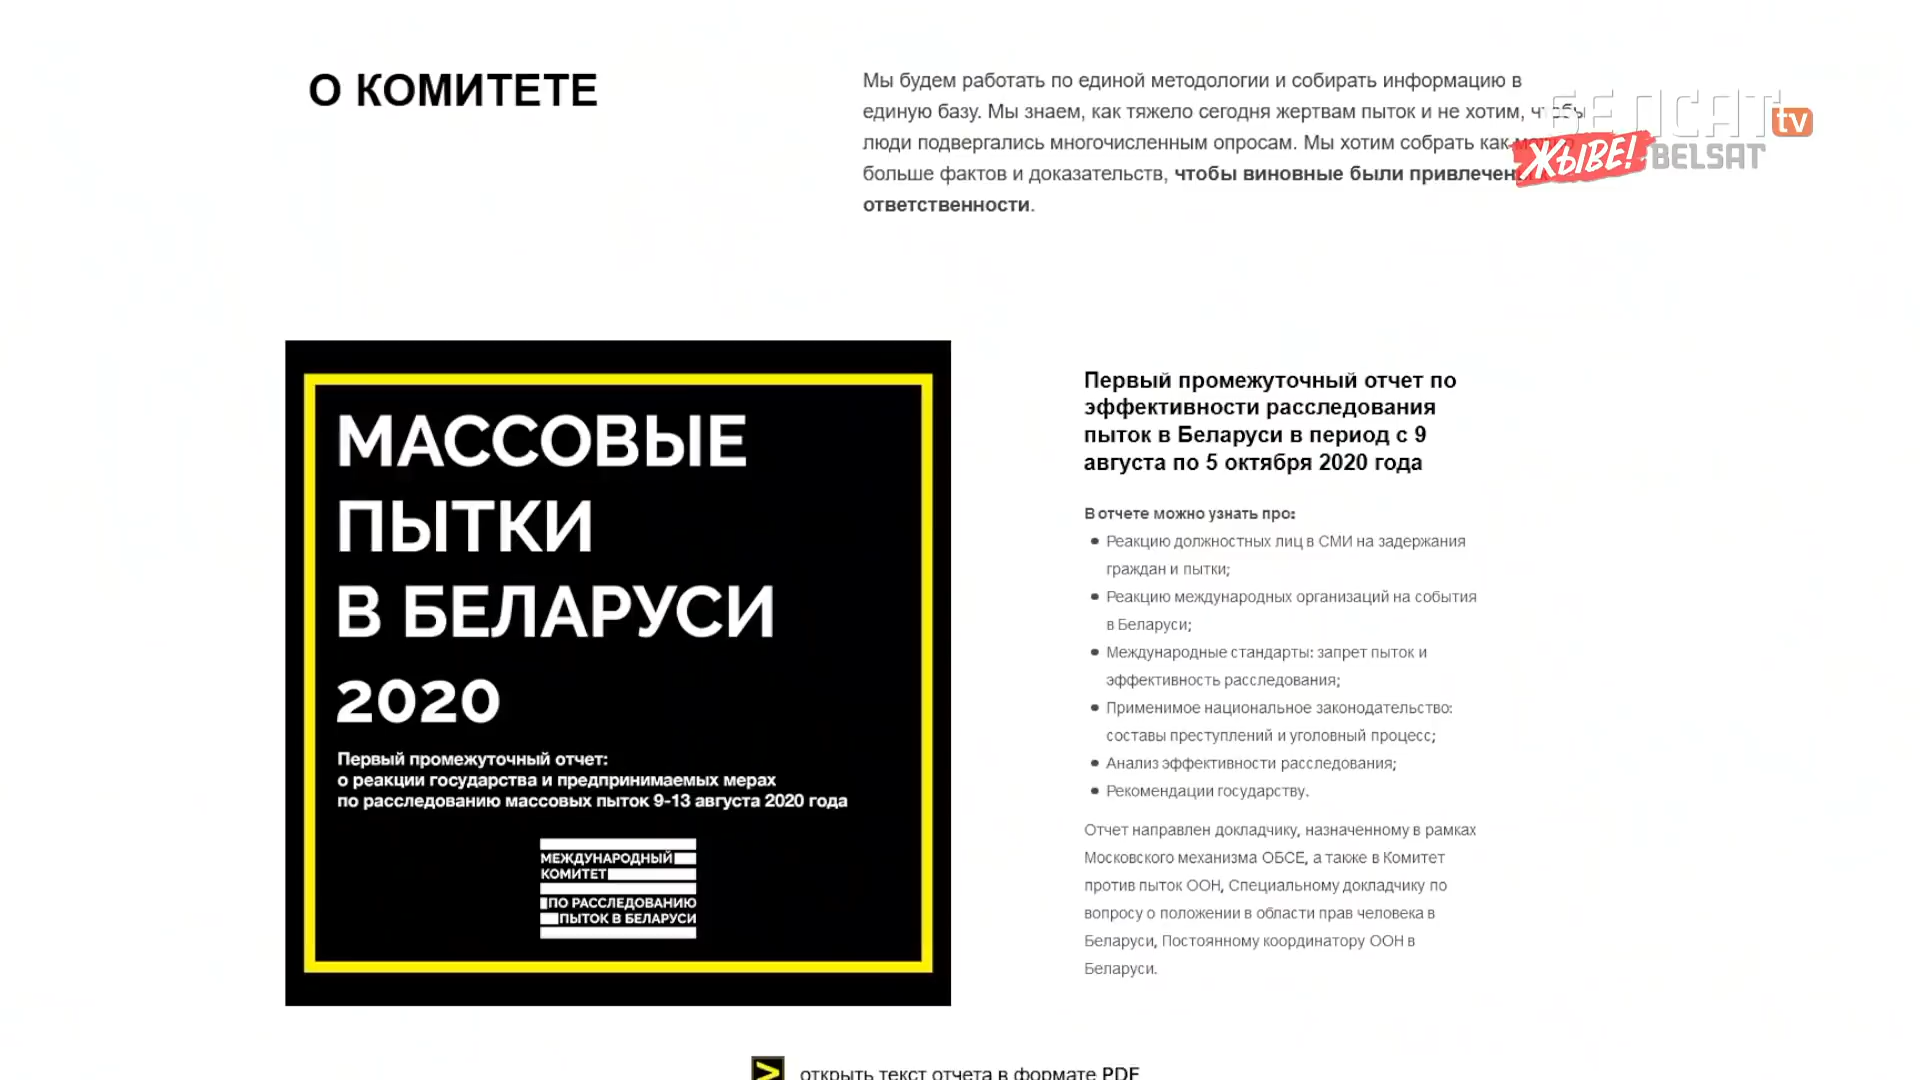 О КОМИТЕТЕ
Мы будем работать по единой методологии и собирать информацию в
единую базу. Мы знаем, как тяжело сегодня жертвам пыток и не хотим, чтобы
люди подвергались многочисленным опросам. Мы хотим собрать как можно
больше фактов и доказательств, чтобы виновные были привлечены к
ответственности.
БЕЛСАТ tv
ЖЫВЕ! BELSAT
МАССОВЫЕ
ПЫТКИ
В БЕЛАРУСИ
2020
Первый промежуточный отчет:
о реакции государства и предпринимаемых мерах
по расследованию массовых пыток 9-13 августа 2020 года
МЕЖДУНАРОДНЫЙ
КОМИТЕТ
ПО РАССЛЕДОВАНИЮ
ПЫТОК В БЕЛАРУСИ
Первый промежуточный отчет по
эффективности расследования
пыток в Беларуси в период с 9
августа по 5 октября 2020 года
В отчете можно узнать про:
Реакцию должностных лиц в СМИ на задержания
граждан и пытки;
Реакцию международных организаций на события
в Беларуси;
Международные стандарты: запрет пыток и
эффективность расследования;
Применимое национальное законодательство:
составы преступлений и уголовный процесс;
Анализ эффективности расследования;
Рекомендации государству.
Отчет направлен докладчику, назначенному в рамках
Московского механизма ОБСЕ, а также в Комитет
против пыток ООН, Специальному докладчику по
вопросу о положении в области прав человека в
Беларуси, Постоянному координатору ООН в
Беларуси.
открыть текст отчета в формате PDF